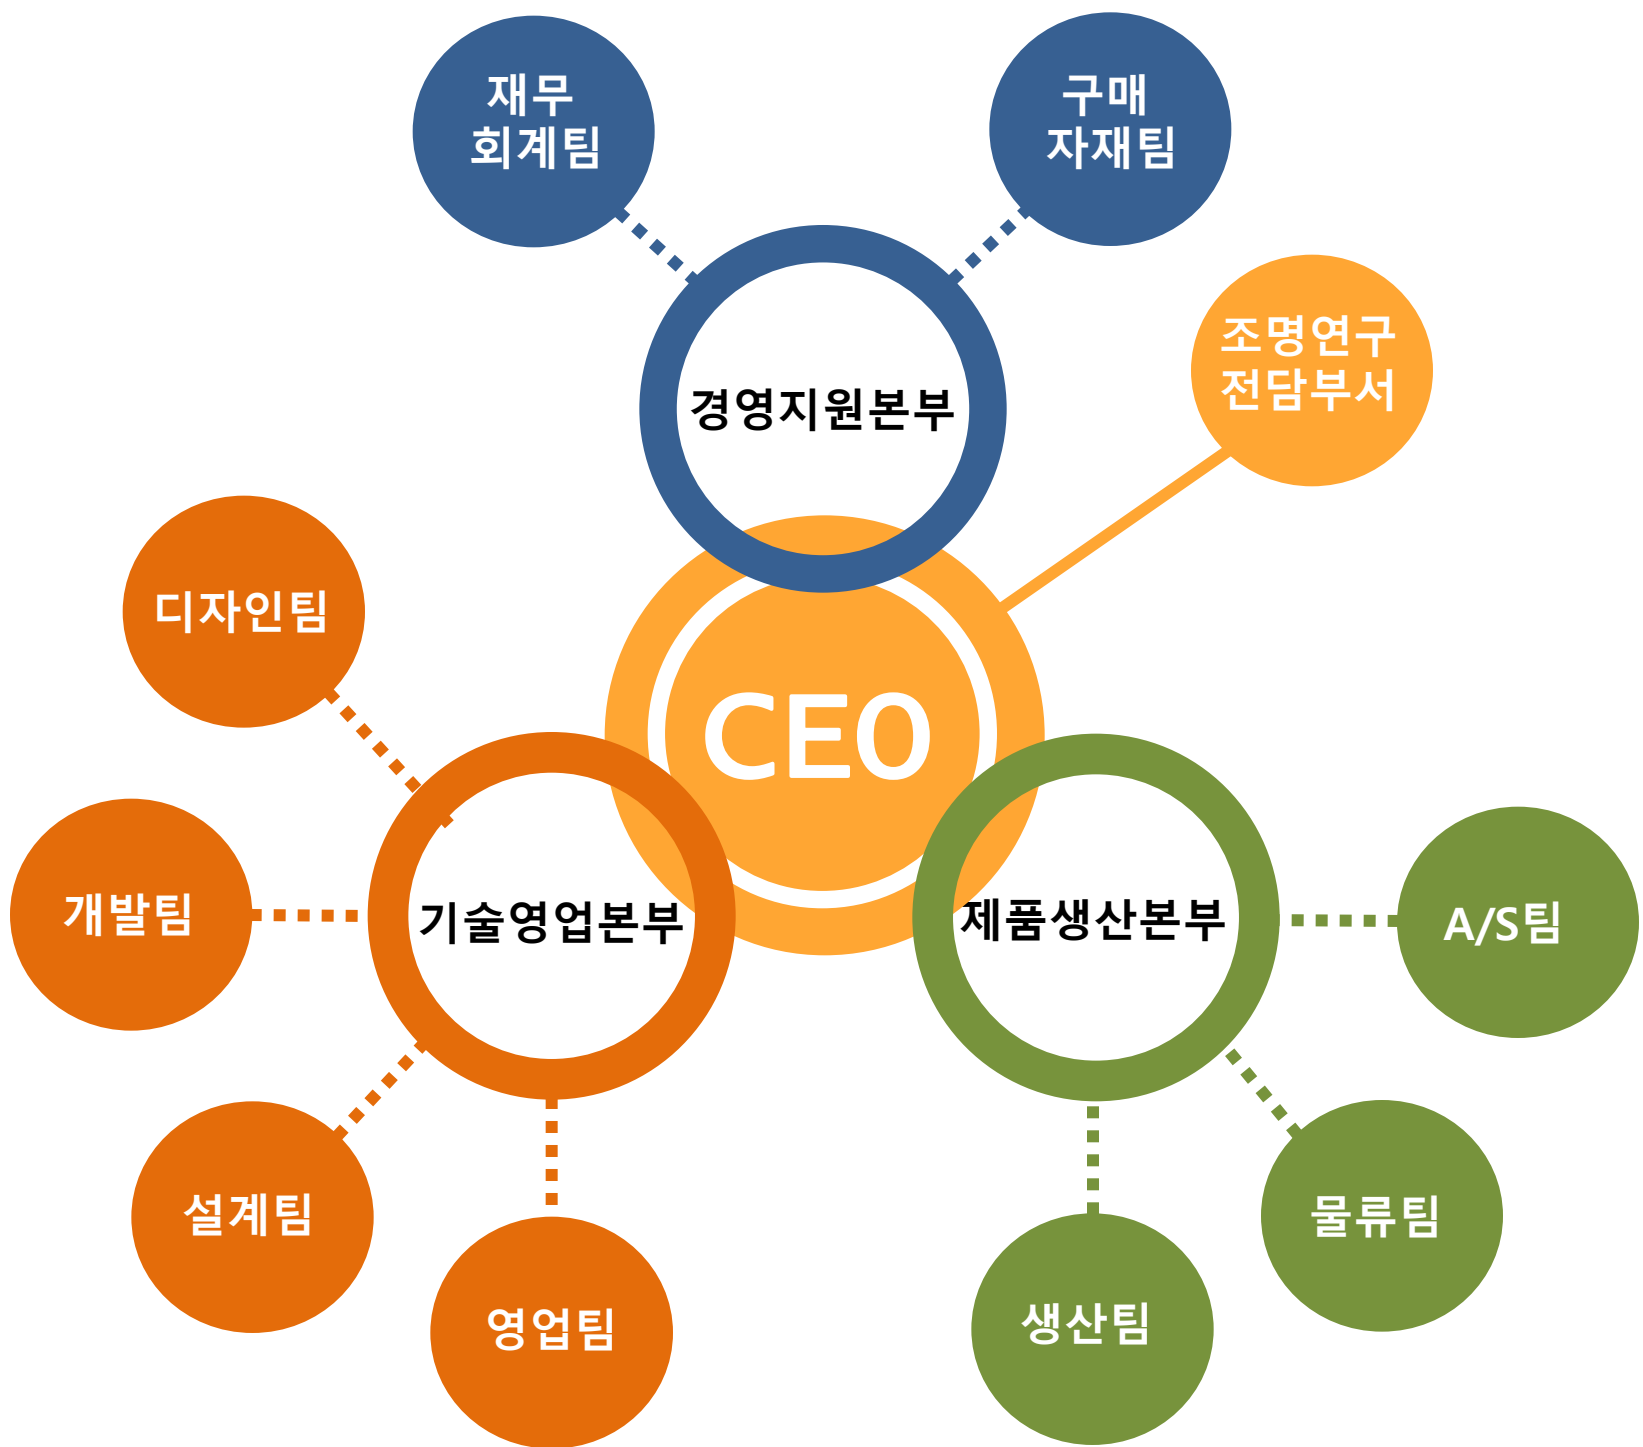 재무
회계팀
구매
자재팀
조명연구
전담부서
경영지원본부
디자인팀
CEO
개발팀
기술영업본부
제품생산본부
A/S팀
설계팀
물류팀
영업팀
생산팀